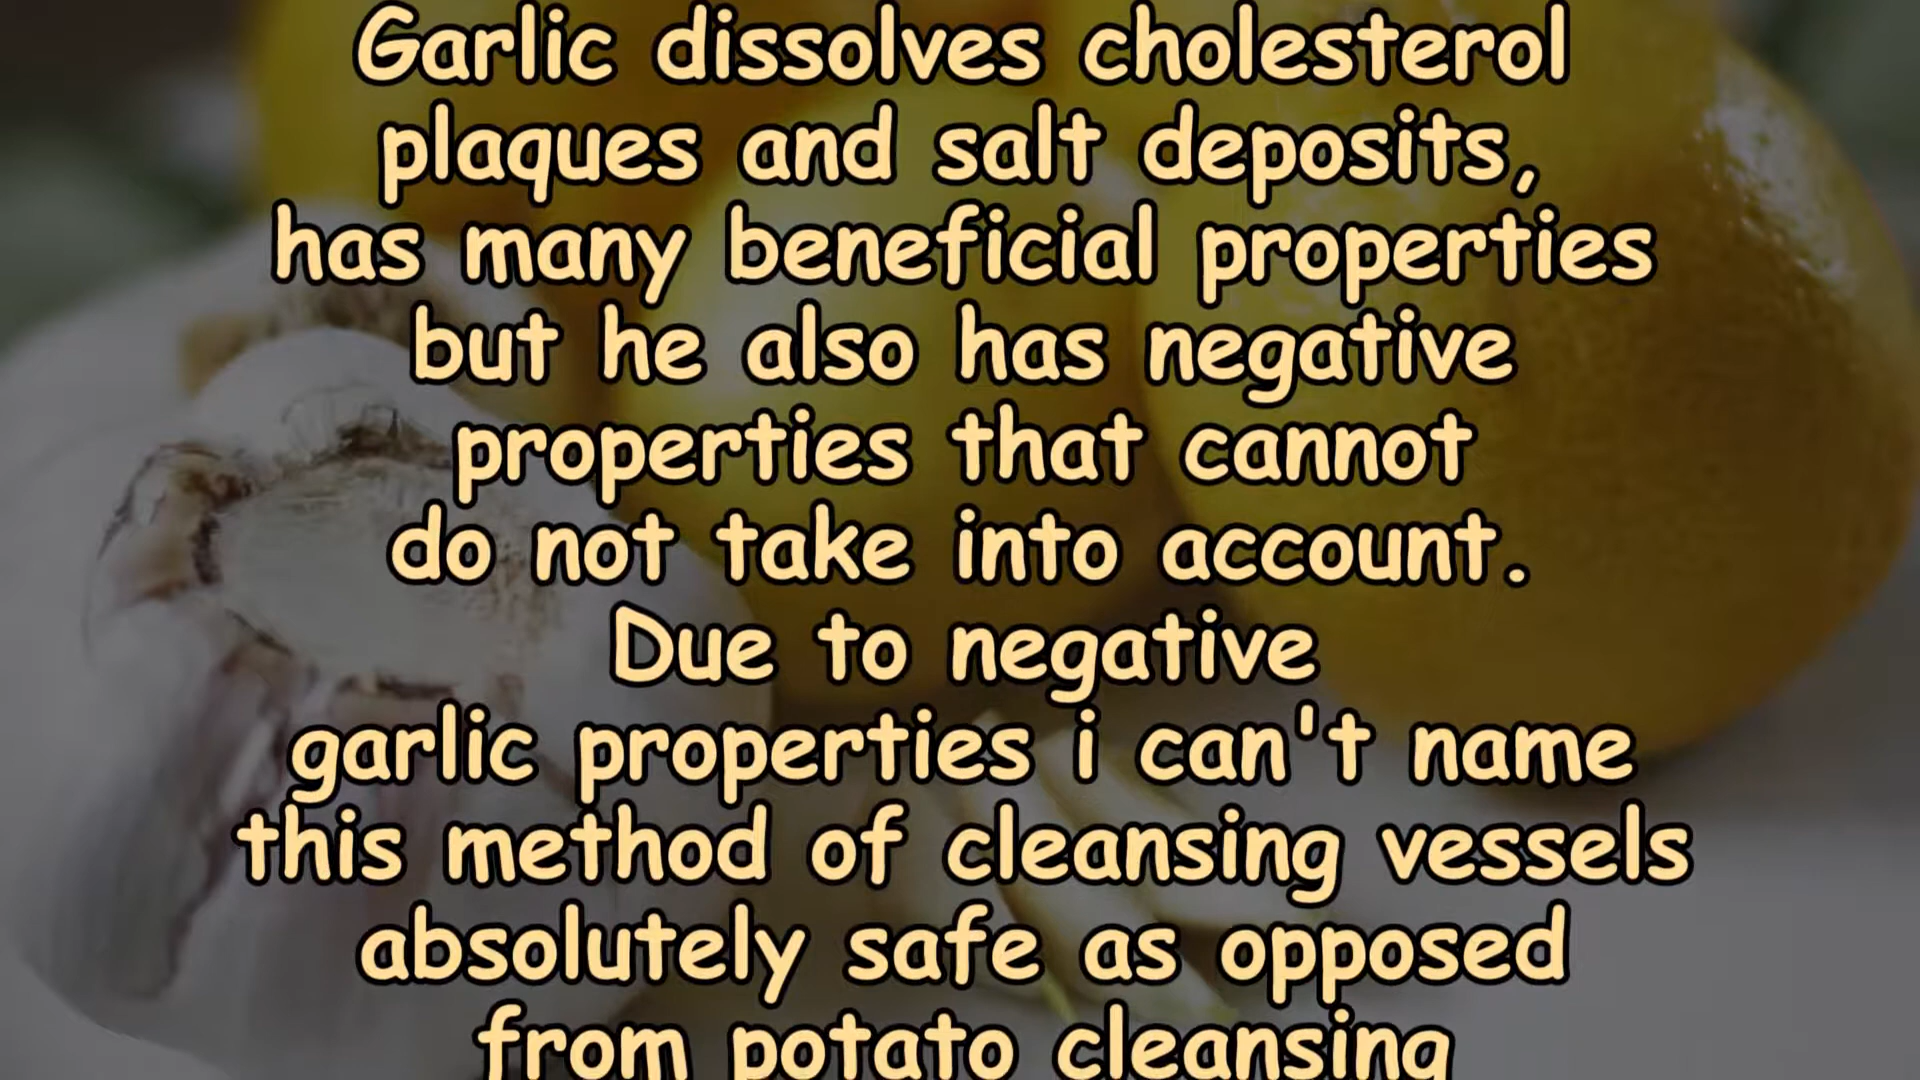 Garlic dissolves cholesterol
plaques and salt deposits,
has many beneficial properties
but he also has negative
properties that cannot
do not take into account.
Due to negative
garlic properties i can't name
this method of cleansing vessels
absolutely safe as opposed
from potato cleansing